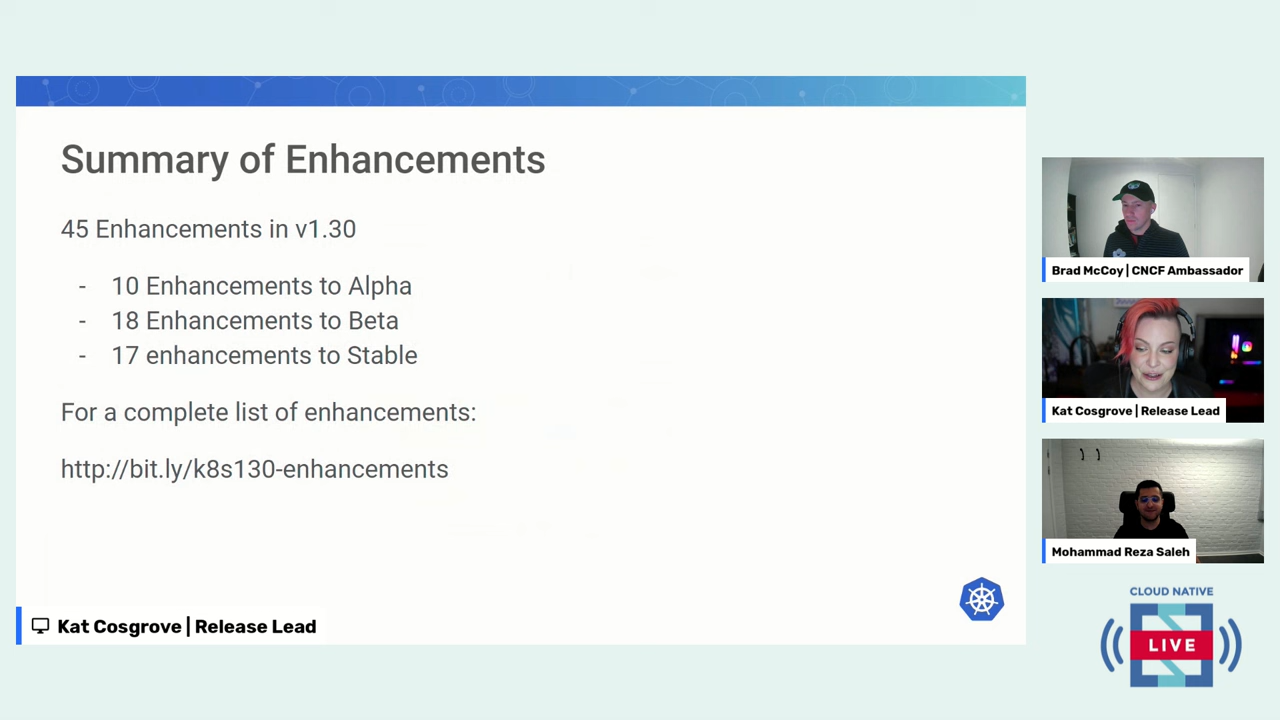 Summary of Enhancements
45 Enhancements in v1.30
- 10 Enhancements to Alpha
- 18 Enhancements to Beta
- 17 enhancements to Stable
For a complete list of enhancements:
http://bit.ly/k8s130-enhancements
Kat Cosgrove | Release Lead
Brad McCoy | CNCF Ambassador
Kat Cosgrove | Release Lead
Mohammad Reza Saleh
CLOUD NATIVE
LIVE